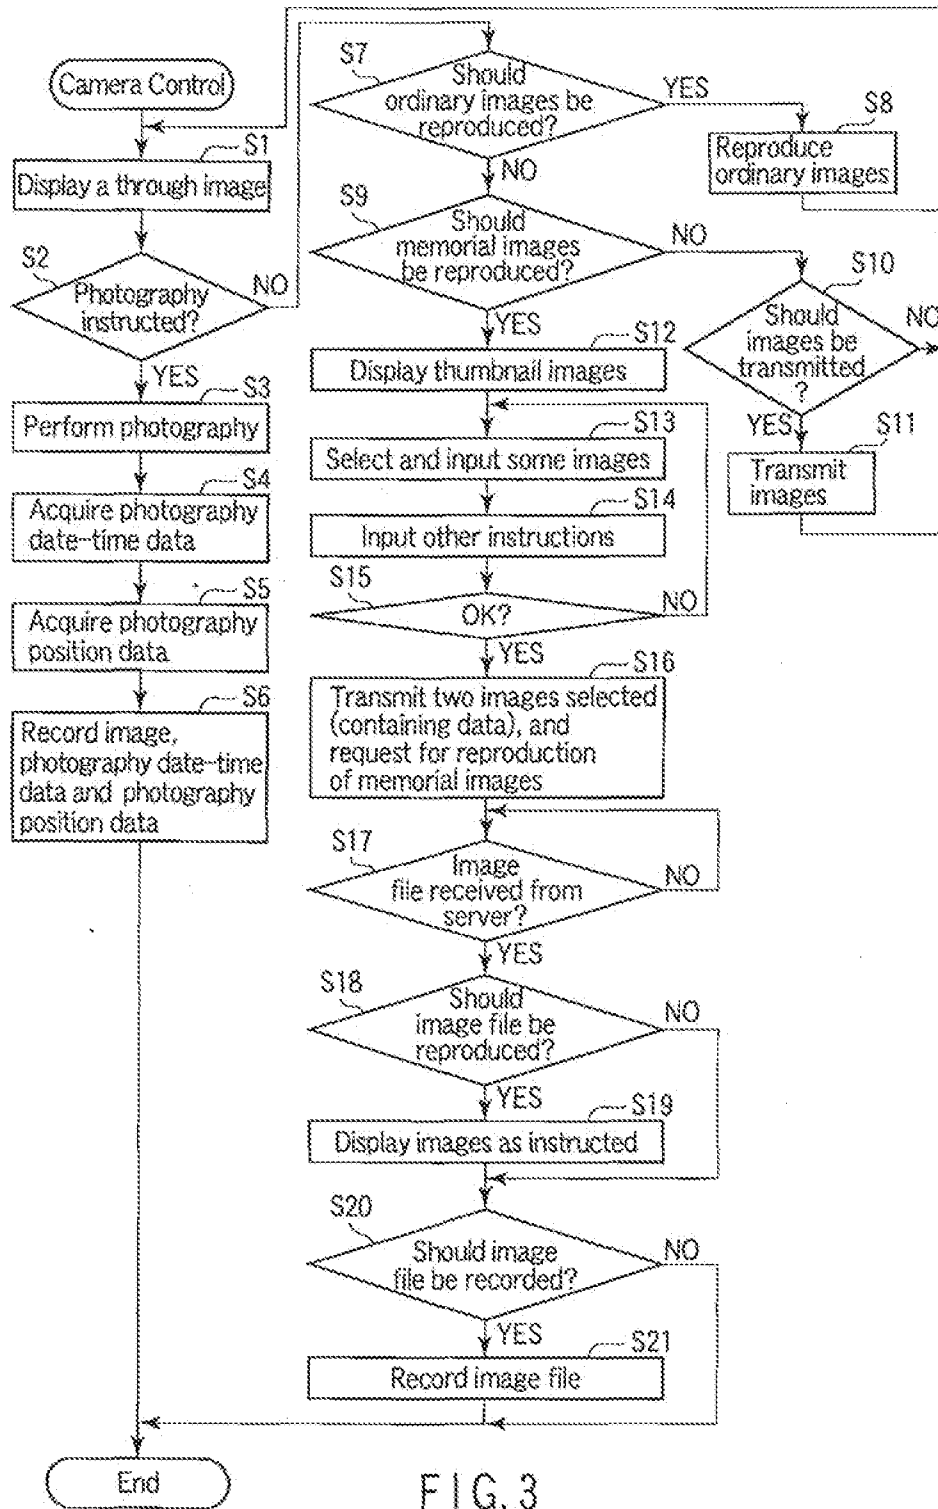 Camera Control
S1
Display a through image
S2
Photography
instructed?
NO
YES
S3
Perform photography
S4
Acquire photography
date-time data
S5
Acquire photography
position data
S6
Record image,
photography date-time
data and photography
position data
End
S7
Should
ordinary images be
reproduced?
YES
NO
S8
Reproduce
ordinary images
S9
Should
memorial images
be reproduced?
NO
YES
S10
Should
images be
transmitted
?
NO
YES
S11
Transmit
images
S12
Display thumbnail images
S13
Select and input some images
S14
Input other instructions
S15
OK?
NO
YES
S16
Transmit two images selected
(containing data), and
request for reproduction
of memorial images
S17
Image
file received from
server?
NO
YES
S18
Should
image file be
reproduced?
NO
YES
S19
Display images as instructed
S20
Should image
file be recorded?
NO
YES
S21
Record image file
FIG. 3